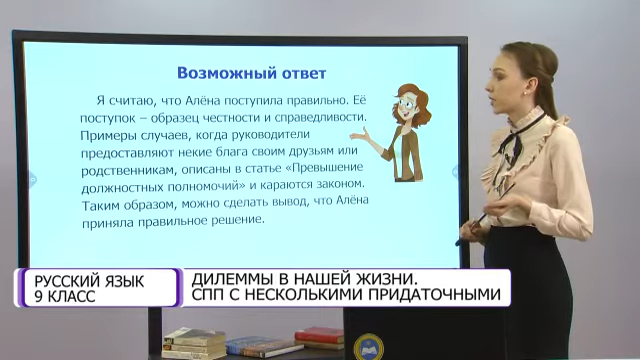 Возможный ответ
Я считаю, что Алёна поступила правильно. Её
поступок – образец честности и справедливости.
Примеры случаев, когда руководители
предоставляют некие блага своим друзьям или
родственникам, описаны в статье «Превышение
должностных полномочий» и караются законом.
Таким образом, можно сделать вывод, что Алёна
приняла правильное решение.
РУССКИЙ ЯЗЫК
9 КЛАСС
ДИЛЕММЫ В НАШЕЙ ЖИЗНИ.
СПП С НЕСКОЛЬКИМИ ПРИДАТОЧНЫМИ